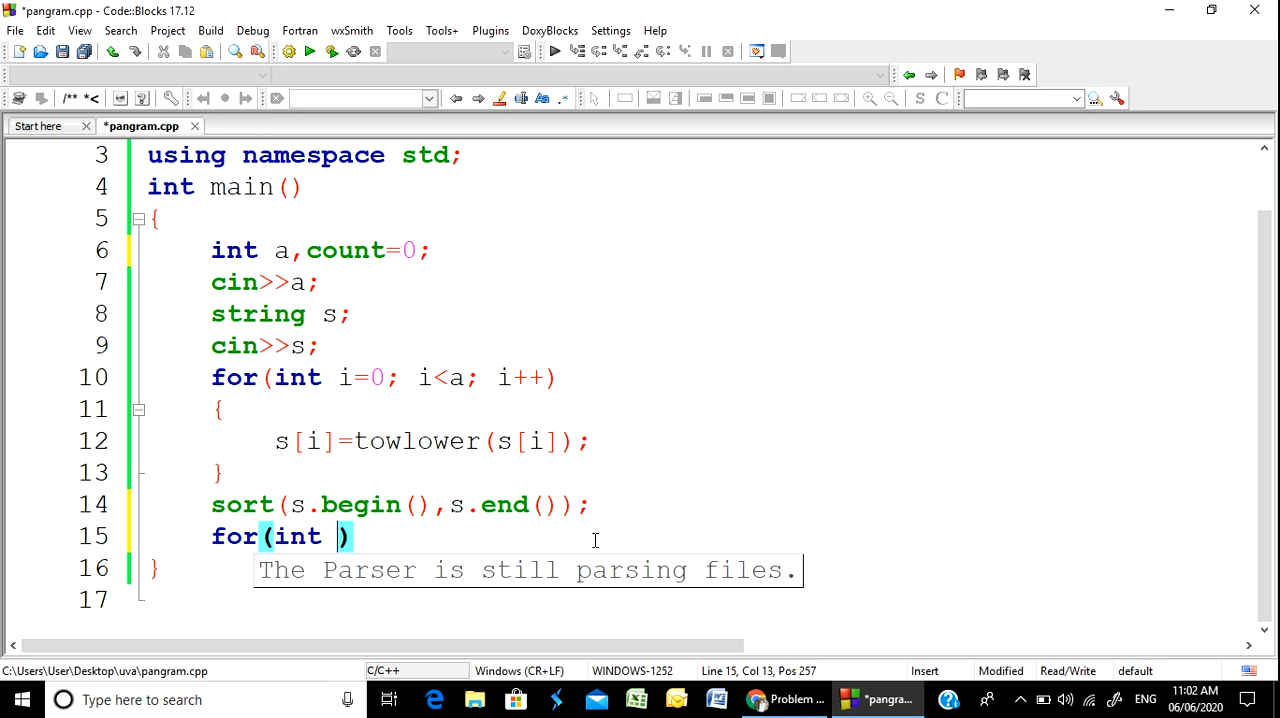 *pangram.cpp - Code::Blocks 17.12
File Edit View Search Project Build Debug Fortran wxSmith Tools Tools+ Plugins DoxyBlocks Settings Help
/** *<
Start here *pangram.cpp
3 using namespace std;
4 int main()
5 {
6 int a,count=0;
7 cin>>a;
8 string s;
9 cin>>s;
10 for(int i=0; i<a; i++)
11 {
12 s[i]=towlower(s[i]);
13 }
14 sort(s.begin(),s.end());
15 for(int )
The Parser is still parsing files.
16 }
17
C:\Users\User\Desktop\uva\pangram.cpp C/C++ Windows (CR+LF) WINDOWS-1252 Line 15, Col 13, Pos 257 Insert Modified Read/Write default
Type here to search Problem ... *pangra... ENG 11:02 AM
06/06/2020